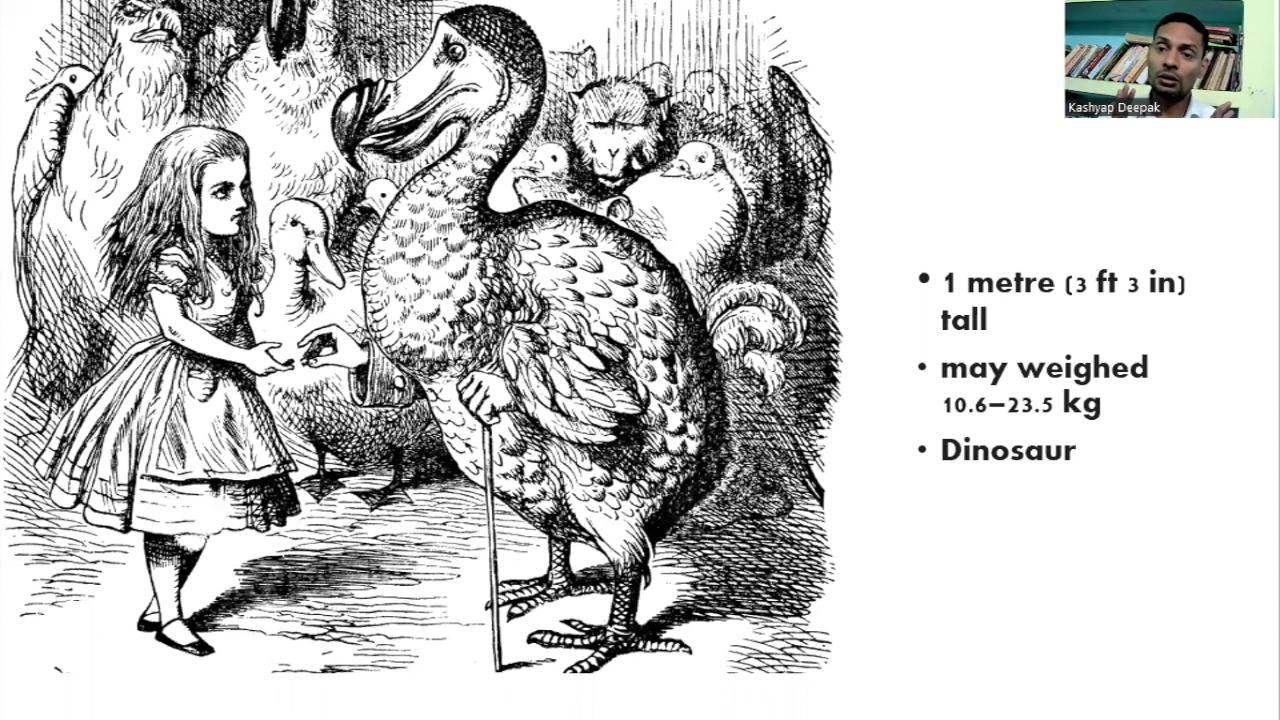 Kashyap Deepak
• 1 metre (3 ft 3 in)
tall
• may weighed
10.6–23.5 kg
• Dinosaur